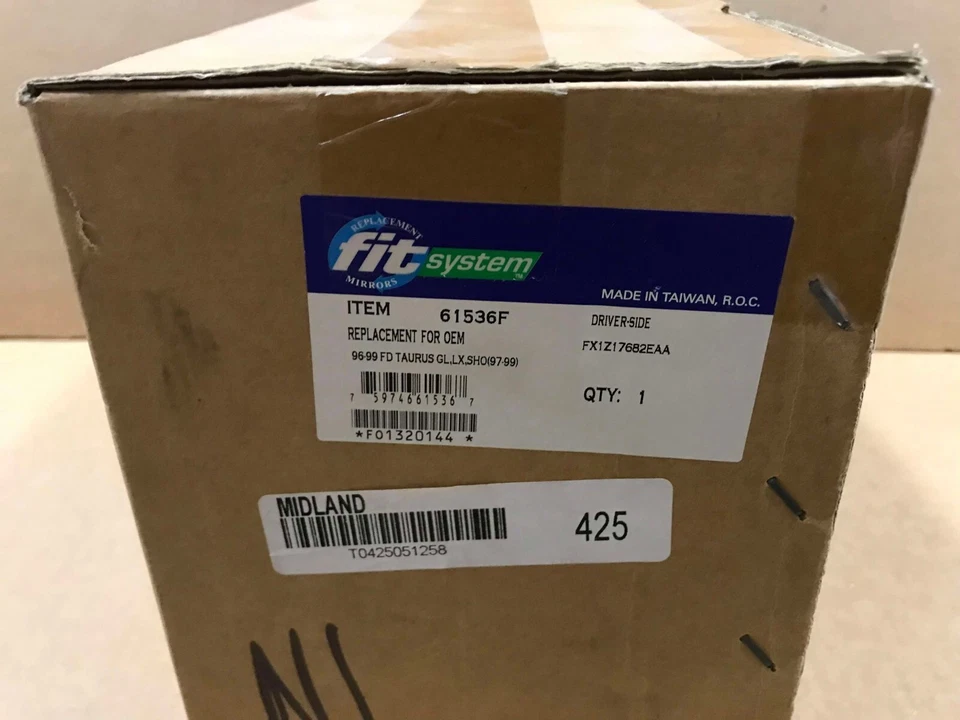 REPLACEMENT
fit system™
MIRRORS
MADE IN TAIWAN, R.O.C.
ITEM 61536F DRIVER-SIDE
REPLACEMENT FOR OEM FX1Z17682EAA
96-99 FD TAURUS GL,LX,SHO(97-99)
QTY: 1
7 59746 61536 7
*F01320144*
MIDLAND
425
T0425051258